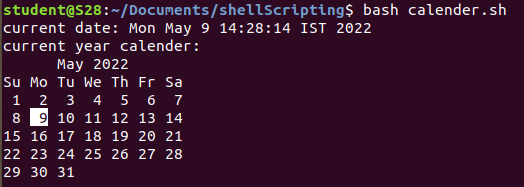 student@S28:~/Documents/shellScripting$ bash calender.sh
current date: Mon May 9 14:28:14 IST 2022
current year calender:
      May 2022
Su Mo Tu We Th Fr Sa
 1  2  3  4  5  6  7
 8  9 10 11 12 13 14
15 16 17 18 19 20 21
22 23 24 25 26 27 28
29 30 31